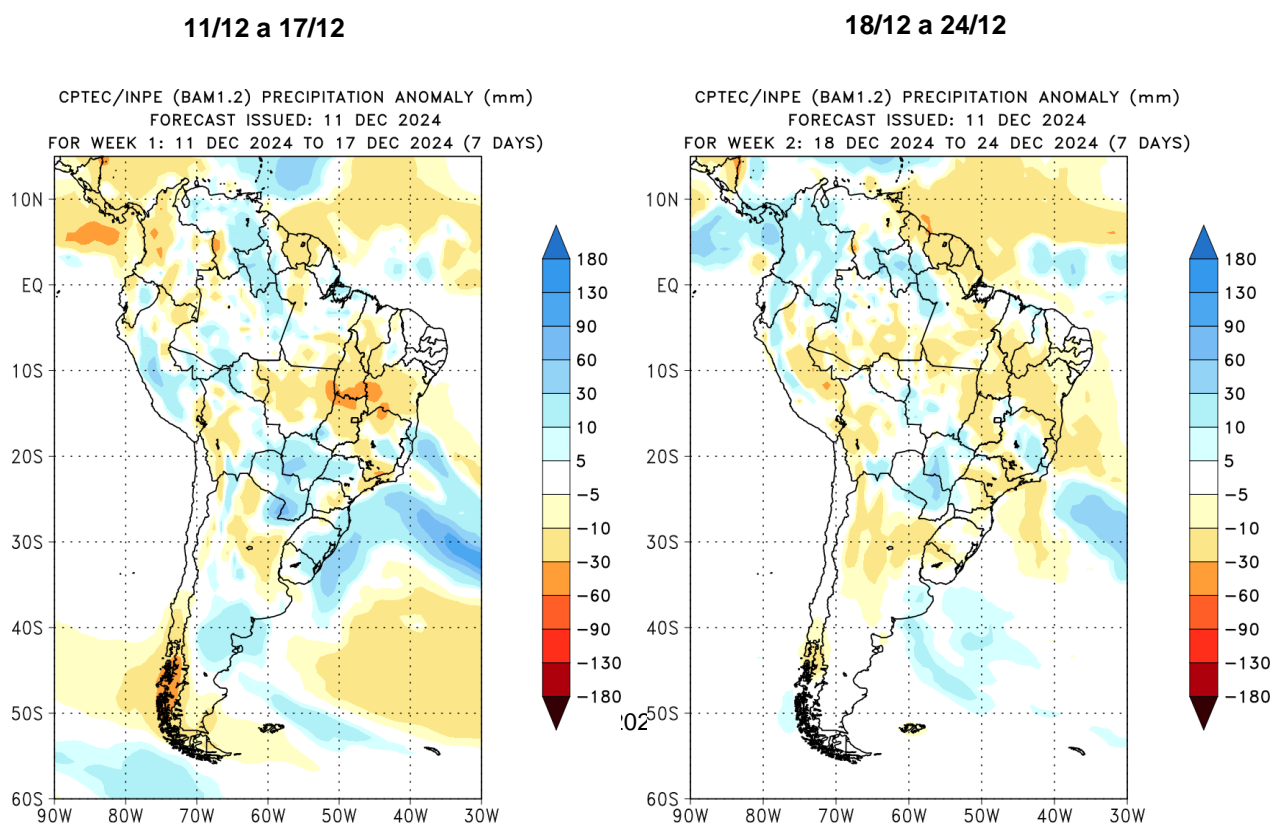 11/12 a 17/12
CPTEC/INPE (BAM1.2) PRECIPITATION ANOMALY (mm)
FORECAST ISSUED: 11 DEC 2024
FOR WEEK 1: 11 DEC 2024 TO 17 DEC 2024 (7 DAYS)
10N
EQ
10S
20S
30S
40S
50S
60S
90W 80W 70W 60W 50W 40W 30W
180
130
90
60
30
10
5
−5
−10
−30
−60
−90
−130
−180
18/12 a 24/12
CPTEC/INPE (BAM1.2) PRECIPITATION ANOMALY (mm)
FORECAST ISSUED: 11 DEC 2024
FOR WEEK 2: 18 DEC 2024 TO 24 DEC 2024 (7 DAYS)
10N
EQ
10S
20S
30S
40S
50S
60S
90W 80W 70W 60W 50W 40W 30W
180
130
90
60
30
10
5
−5
−10
−30
−60
−90
−130
−180